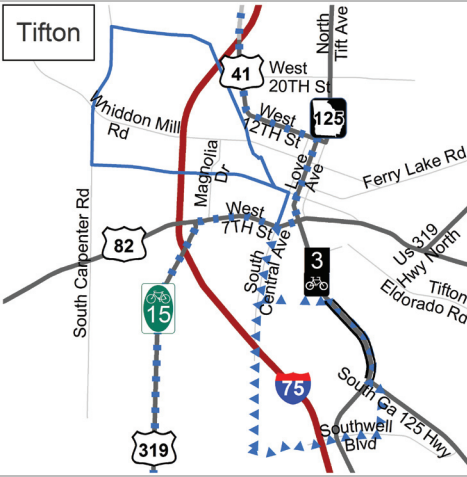 Tifton
North
Tift Ave
41
West
20TH St
125
West
12TH St
Whiddon Mill
Rd
Magnolia
Dr
Love
Ave
Ferry Lake Rd
West
7TH St
82
South Carpenter Rd
South
Central Ave
3
Us 319
Hwy North
Tifton
Eldorado Rd
15
75
South Ga 125 Hwy
Southwell
Blvd
319